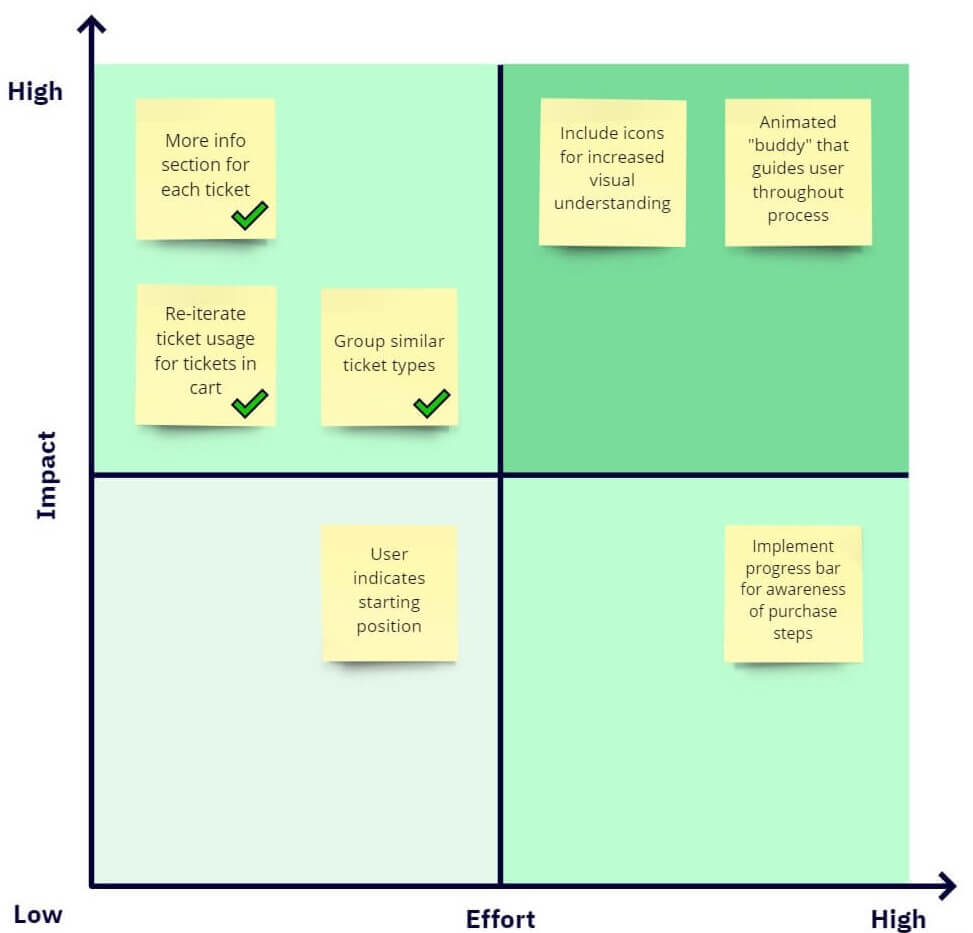 High
More info
section for
each ticket
Include icons
for increased
visual
understanding
Animated
"buddy" that
guides user
throughout
process
Re-iterate
ticket usage
for tickets in
cart
Group similar
ticket types
Impact
User
indicates
starting
position
Implement
progress bar
for awareness
of purchase
steps
Low
Effort
High